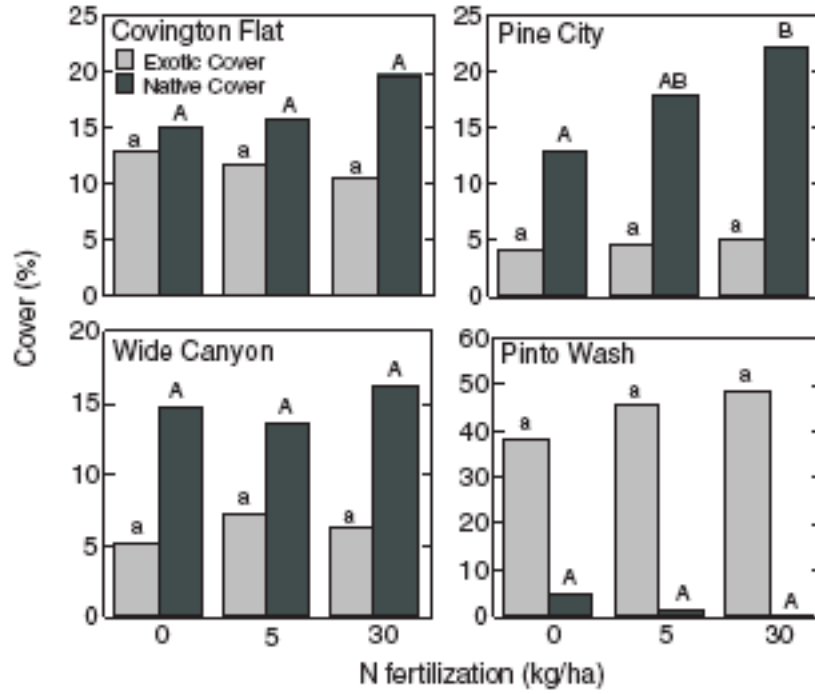 Covington Flat
Exotic Cover
Native Cover
25
20
15
10
5
0
a
A
a
A
a
A
Pine City
25
20
15
10
5
0
a
A
a
AB
a
B
Cover (%)
Wide Canyon
20
15
10
5
0
a
A
a
A
a
A
0
5
30
Pinto Wash
60
50
40
30
20
10
0
a
A
a
A
a
A
0
5
30
N fertilization (kg/ha)